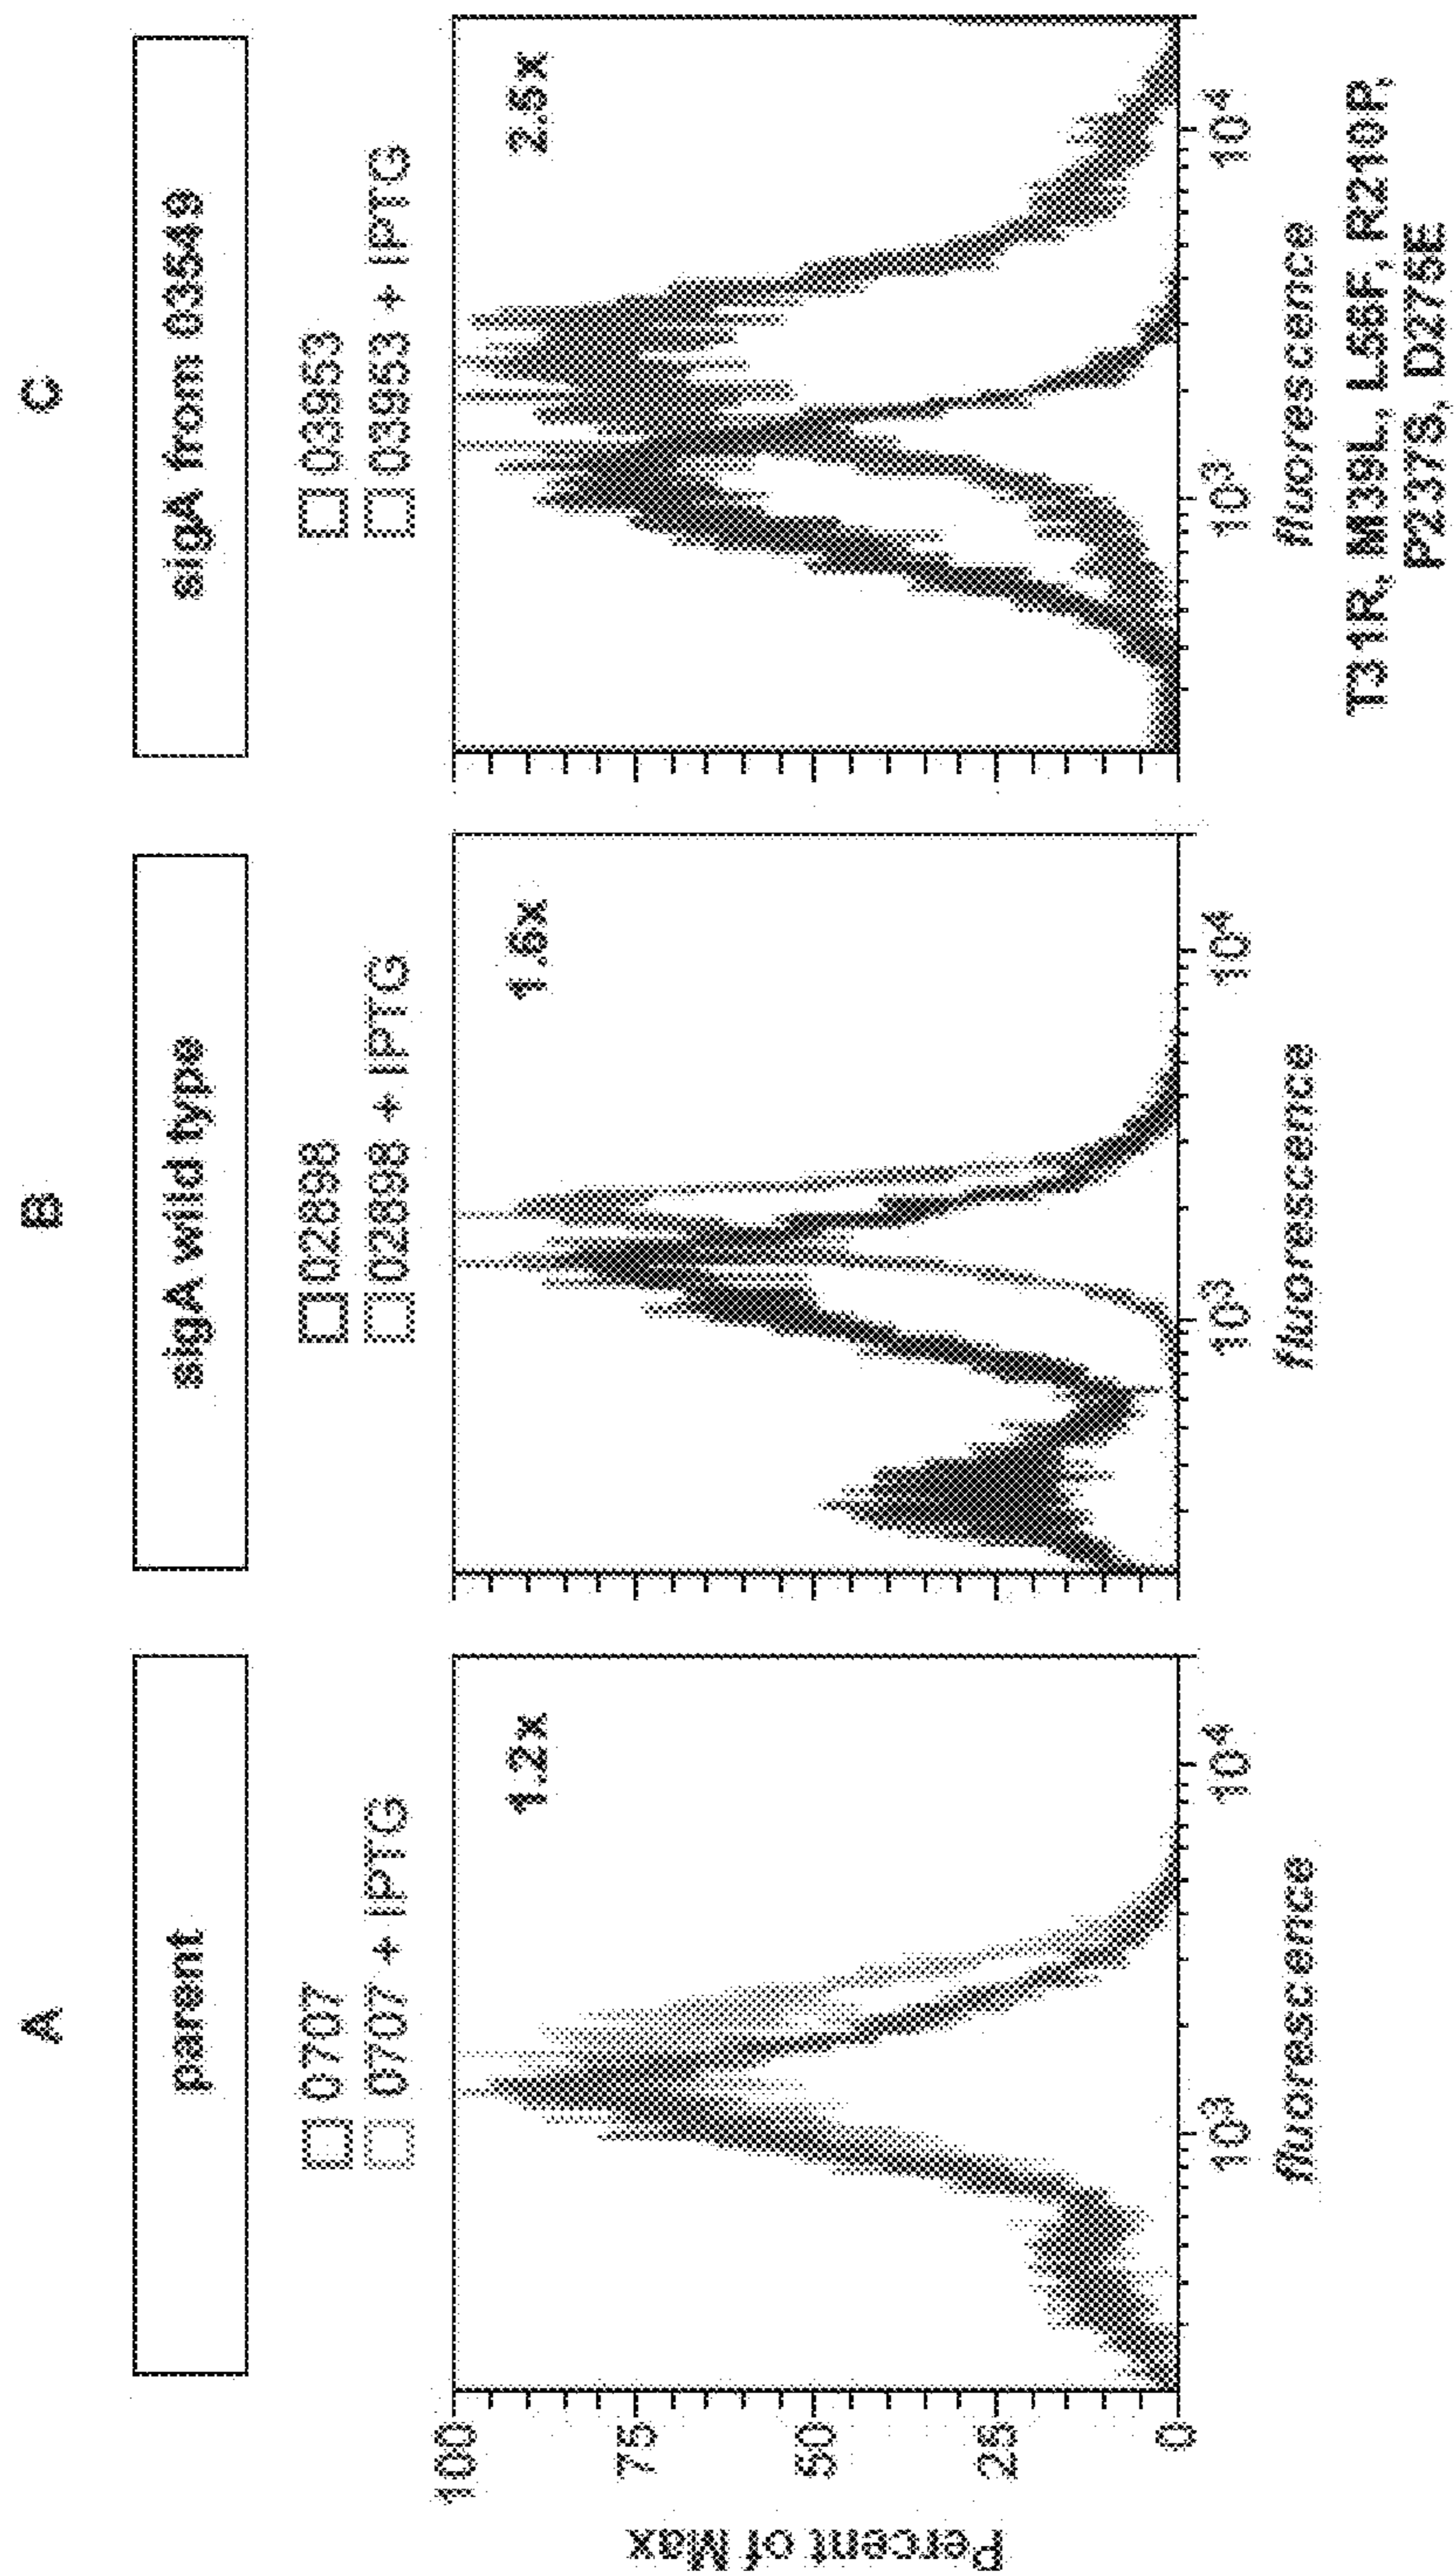 A
parent
0707
0707 + IPTG
1.2x
Percent of Max
100
75
50
25
0
10³
10⁴
fluorescence
B
sigA wild type
02898
02898 + IPTG
1.6x
10³
10⁴
fluorescence
C
sigA from 03549
03953
03953 + IPTG
2.5x
10³
10⁴
fluorescence
T31R, M39L, L56F, R210P,
P237S, D275E